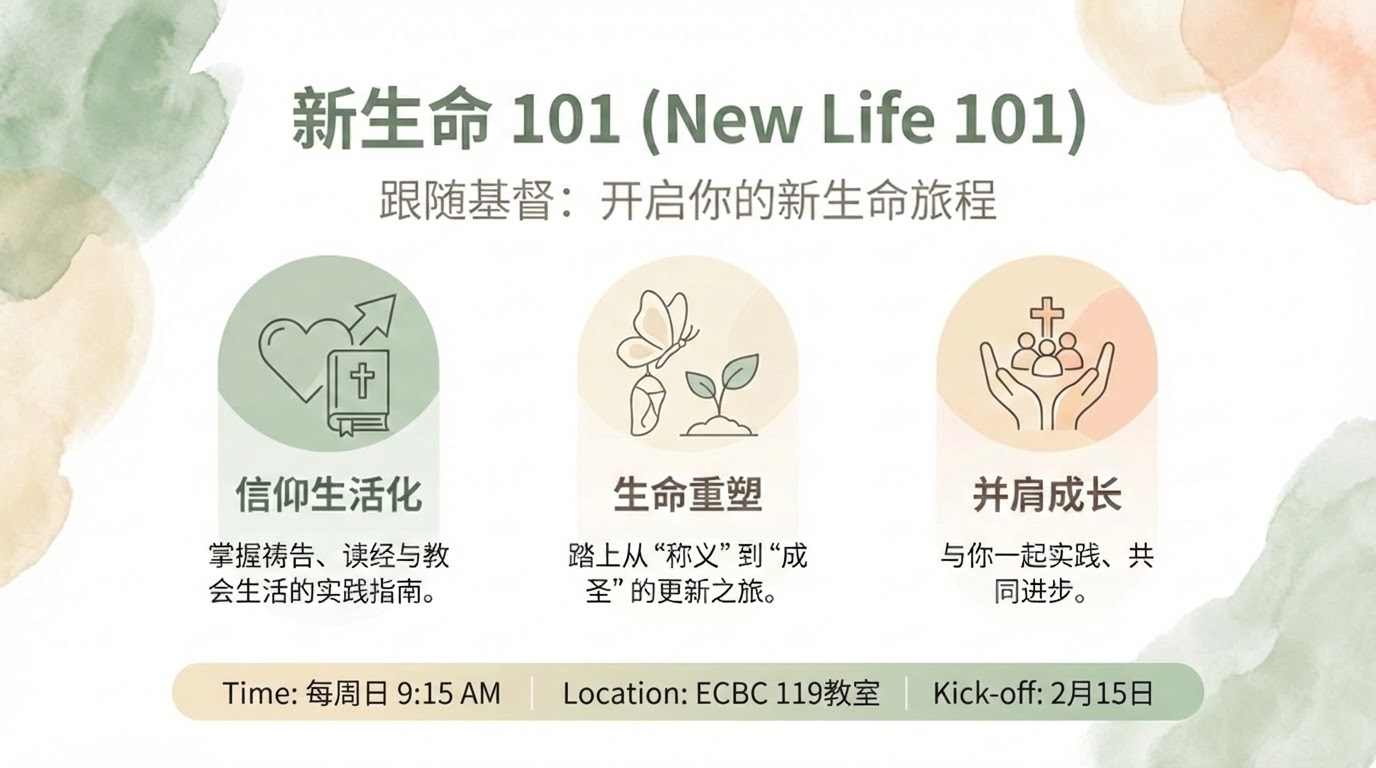 新生命 101 (New Life 101)
跟随基督：开启你的新生命旅程
信仰生活化
掌握祷告、读经与教
会生活的实践指南。
生命重塑
踏上从“称义”到“成
圣”的更新之旅。
并肩成长
与你一起实践、共
同进步。
Time: 每周日 9:15 AM
Location: ECBC 119教室
Kick-off: 2月15日